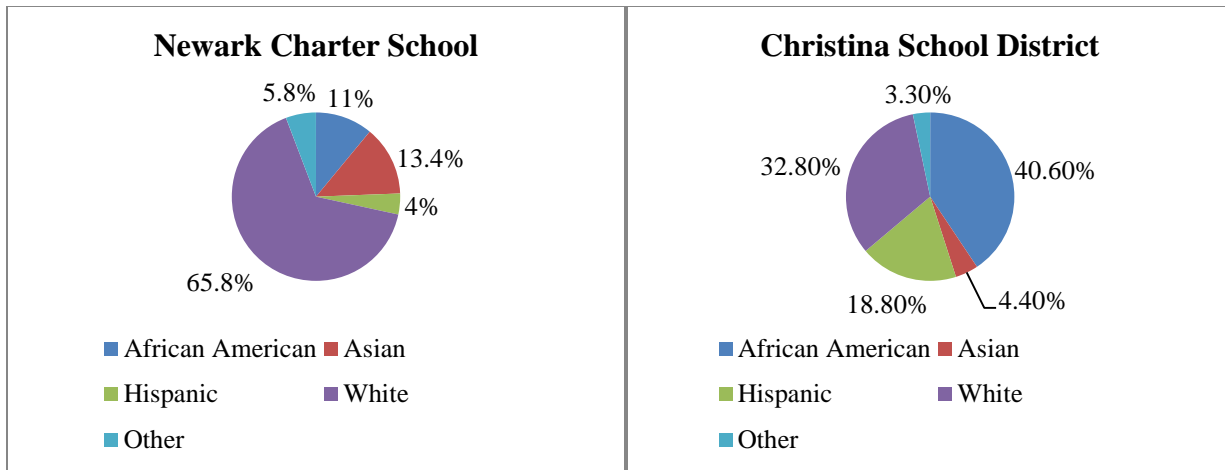 Newark Charter School
5.8%
11%
13.4%
4%
65.8%
African American
Asian
Hispanic
White
Other
Christina School District
3.30%
32.80%
40.60%
18.80%
4.40%
African American
Asian
Hispanic
White
Other